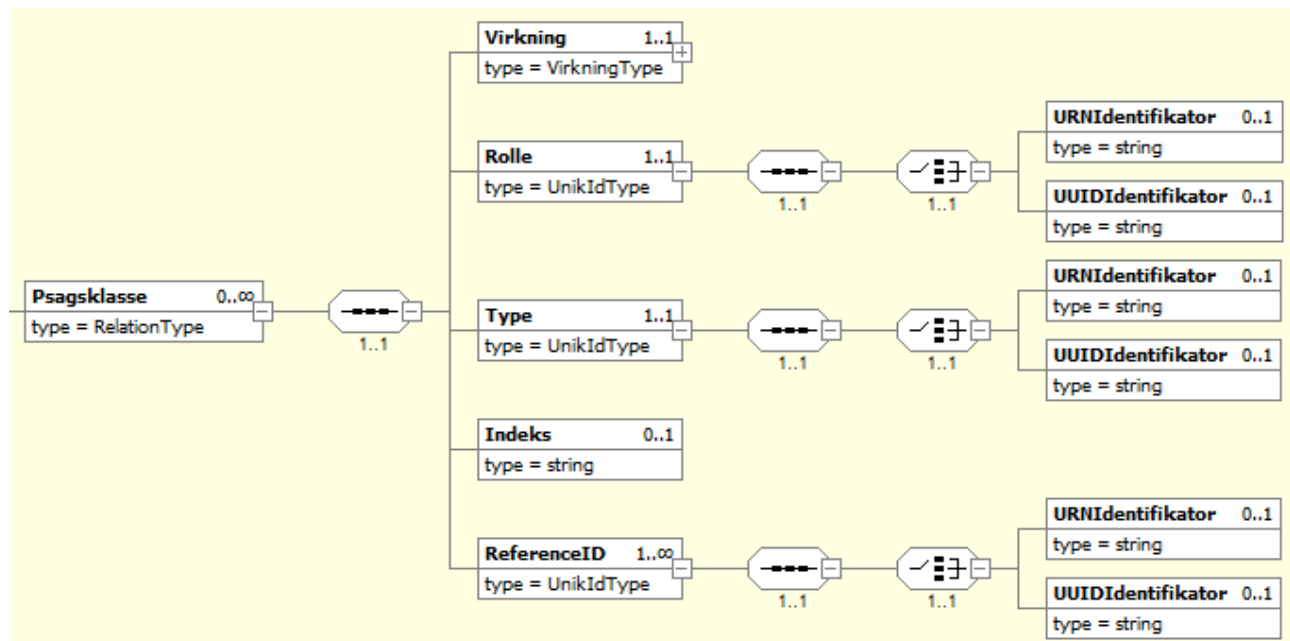 Virkning 1..1
type = VirkningType
URNIdentifikator 0..1
type = string
Rolle 1..1
type = UnikIdType
1..1
1..1
UUIDIdentifikator 0..1
type = string
Psagsklasse 0..∞
type = RelationType
1..1
URNIdentifikator 0..1
type = string
Type 1..1
type = UnikIdType
1..1
1..1
UUIDIdentifikator 0..1
type = string
Indeks 0..1
type = string
URNIdentifikator 0..1
type = string
ReferenceID 1..∞
type = UnikIdType
1..1
1..1
UUIDIdentifikator 0..1
type = string